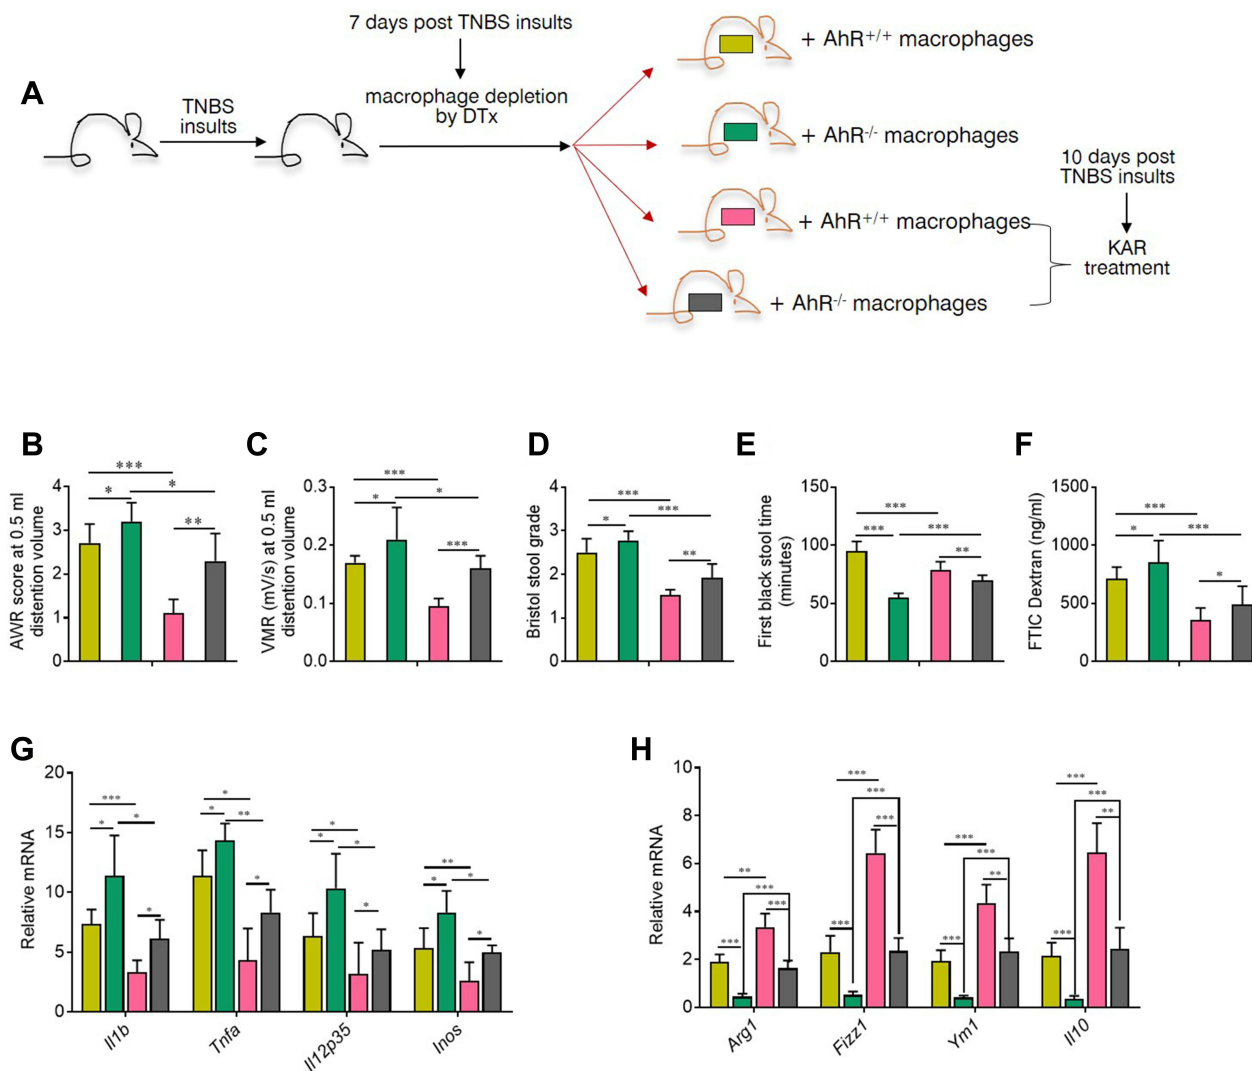 A
7 days post TNBS insults
TNBS
insults
macrophage depletion
by DTx
+ AhR+/+ macrophages
+ AhR-/- macrophages
+ AhR+/+ macrophages
+ AhR-/- macrophages
10 days post
TNBS insults
KAR
treatment
B
AWR score at 0.5 ml
distention volume
4
3
2
1
0
***
*
*
**
C
VMR (mV/s) at 0.5 ml
distention volume
0.3
0.2
0.1
0.0
***
*
*
***
D
Bristol stool grade
4
3
2
1
0
***
*
***
**
E
First black stool time
(minutes)
150
100
50
0
***
***
***
**
F
FTIC Dextran (ng/ml)
1500
1000
500
0
***
*
***
*
G
Relative mRNA
20
15
10
5
0
***
*
*
*
*
*
**
*
*
*
*
*
**
*
*
*
Il1b
Tnfa
Il12p35
Inos
H
Relative mRNA
10
8
6
4
2
0
**
***
***
***
***
***
***
***
***
***
**
***
***
***
**
***
Arg1
Fizz1
Ym1
Il10